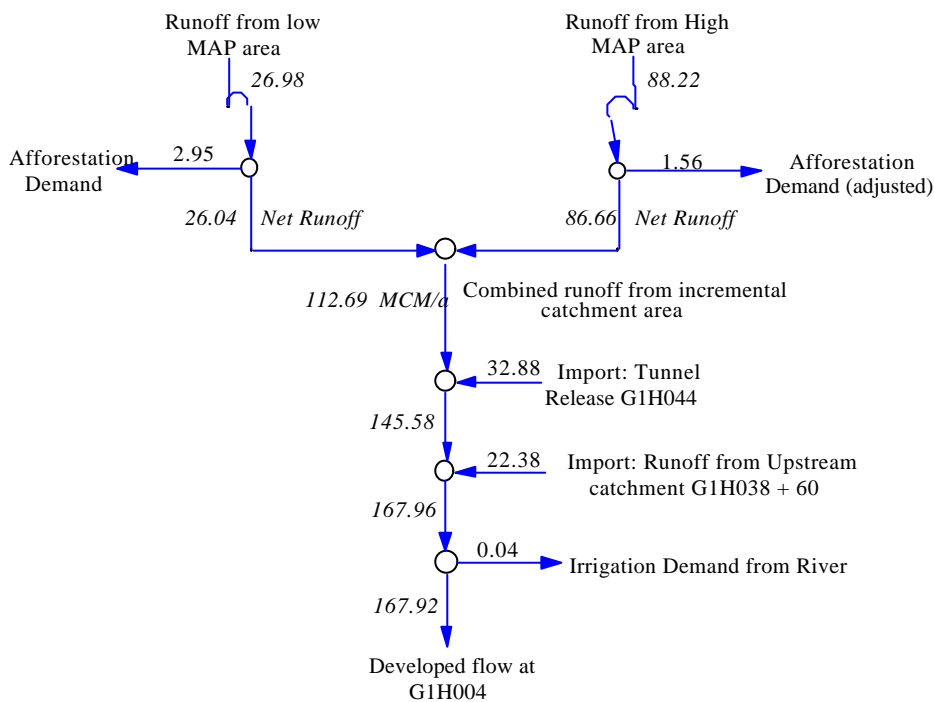 Runoff from low
MAP area
Runoff from High
MAP area
26.98
88.22
Afforestation
Demand
2.95
1.56
Afforestation
Demand (adjusted)
26.04 Net Runoff
86.66 Net Runoff
112.69 MCM/a
Combined runoff from incremental
catchment area
32.88
Import: Tunnel
Release G1H044
145.58
22.38
Import: Runoff from Upstream
catchment G1H038 + 60
167.96
0.04
Irrigation Demand from River
167.92
Developed flow at
G1H004